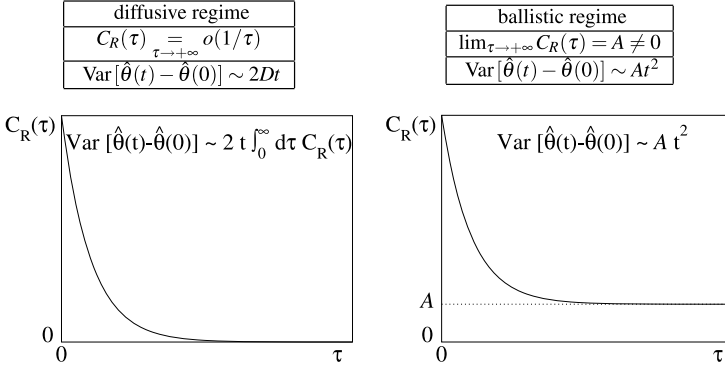 diffusive regime
C_R(τ) =_{τ→+∞} o(1/τ)
Var[θ̂(t) − θ̂(0)] ∼ 2Dt
C_R(τ)
Var [θ̂(t)-θ̂(0)] ~ 2 t ∫_0^∞ dτ C_R(τ)
0
0
τ
ballistic regime
lim_{τ→+∞} C_R(τ) = A ≠ 0
Var[θ̂(t) − θ̂(0)] ∼ At²
C_R(τ)
Var [θ̂(t)-θ̂(0)] ~ A t²
A
0
0
τ